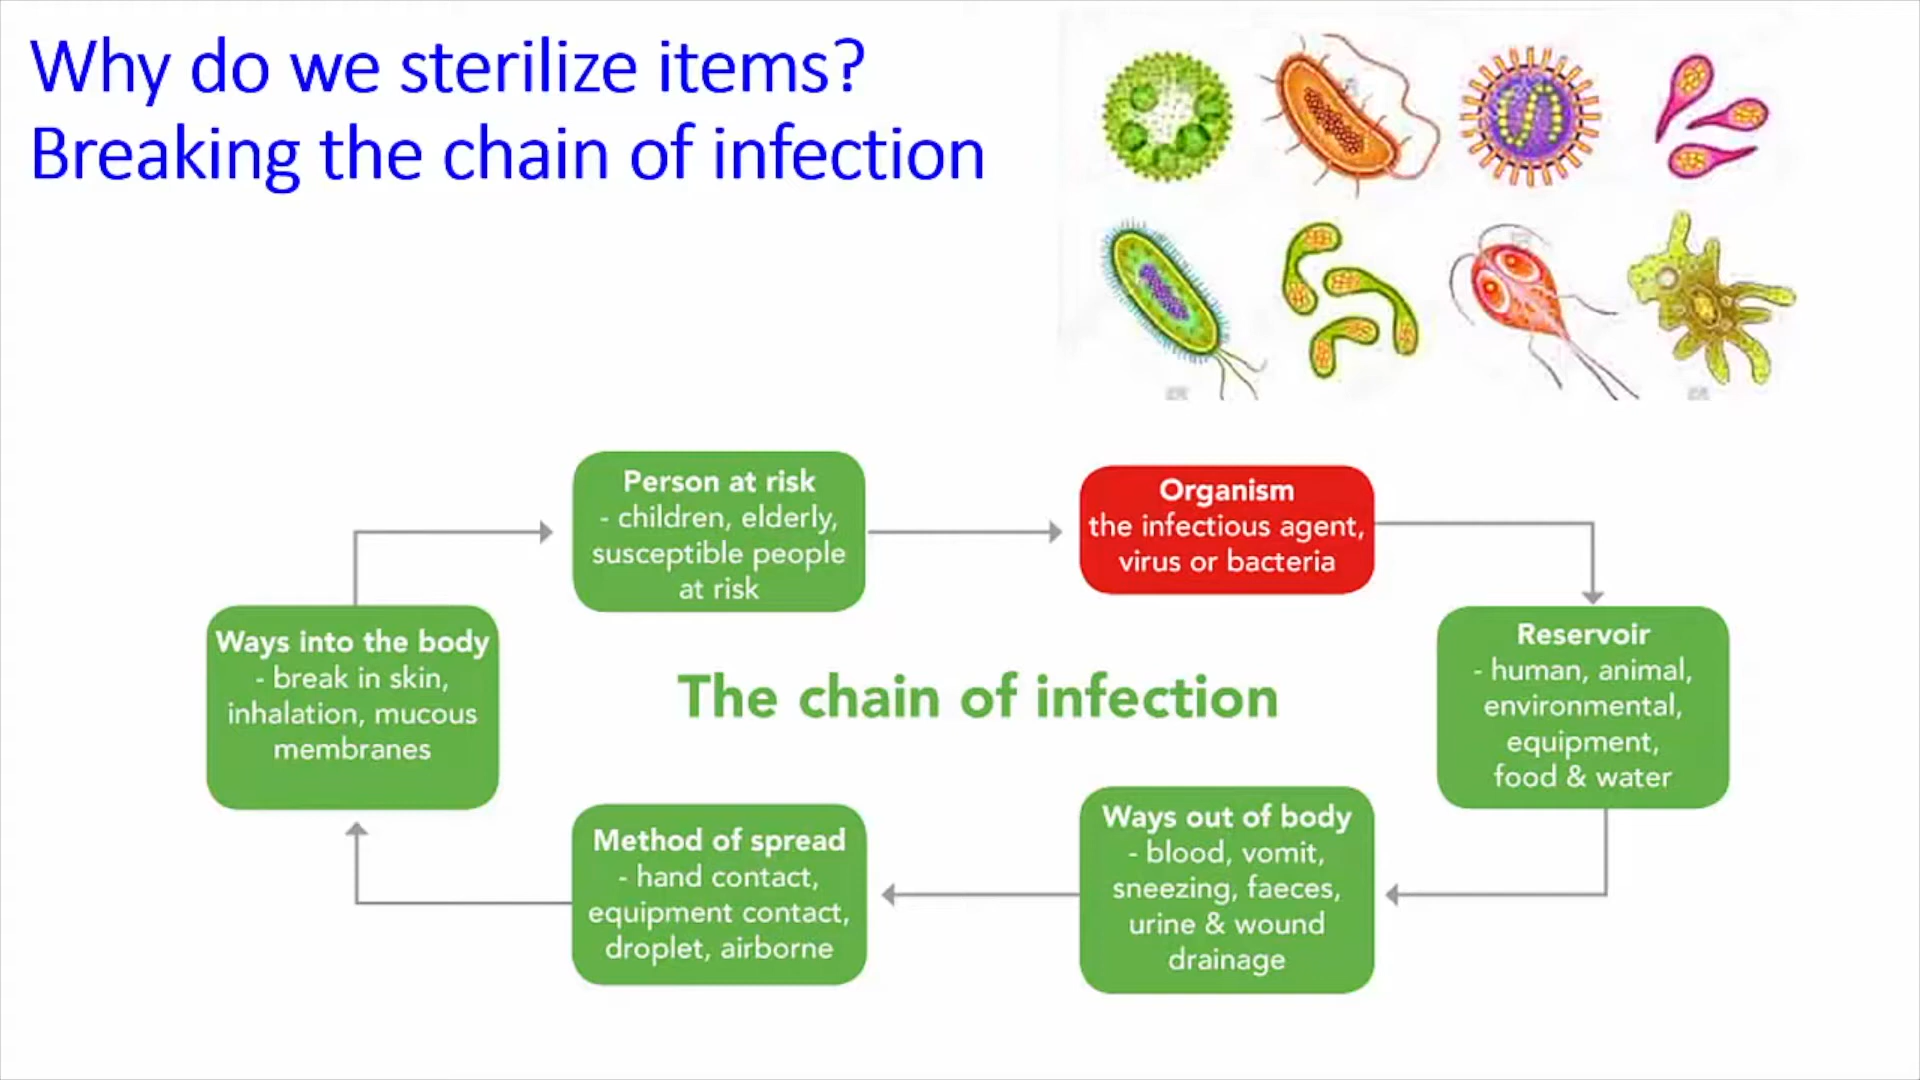 Why do we sterilize items?
Breaking the chain of infection
Person at risk
- children, elderly,
susceptible people
at risk
Organism
the infectious agent,
virus or bacteria
Reservoir
- human, animal,
environmental,
equipment,
food & water
Ways out of body
- blood, vomit,
sneezing, faeces,
urine & wound
drainage
Method of spread
- hand contact,
equipment contact,
droplet, airborne
Ways into the body
- break in skin,
inhalation, mucous
membranes
The chain of infection